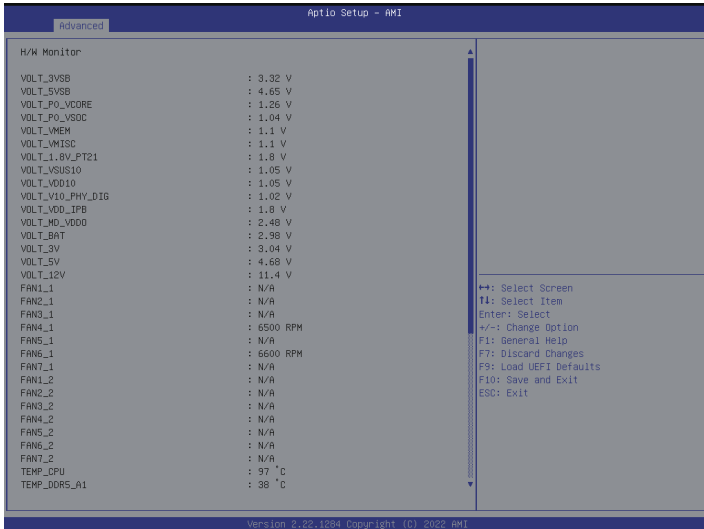 Aptio Setup – AMI
Advanced
H/W Monitor
VOLT_3VSB : 3.32 V
VOLT_5VSB : 4.65 V
VOLT_P0_VCORE : 1.26 V
VOLT_P0_VSOC : 1.04 V
VOLT_VMEM : 1.1 V
VOLT_VMISC : 1.1 V
VOLT_1.8V_PT21 : 1.8 V
VOLT_VSUS10 : 1.05 V
VOLT_VDD10 : 1.05 V
VOLT_V10_PHY_DIG : 1.02 V
VOLT_VDD_IPB : 1.8 V
VOLT_MD_VDDO : 2.48 V
VOLT_BAT : 2.98 V
VOLT_3V : 3.04 V
VOLT_5V : 4.68 V
VOLT_12V : 11.4 V
FAN1_1 : N/A
FAN2_1 : N/A
FAN3_1 : N/A
FAN4_1 : 6500 RPM
FAN5_1 : N/A
FAN6_1 : 6600 RPM
FAN7_1 : N/A
FAN1_2 : N/A
FAN2_2 : N/A
FAN3_2 : N/A
FAN4_2 : N/A
FAN5_2 : N/A
FAN6_2 : N/A
FAN7_2 : N/A
TEMP_CPU : 97 °C
TEMP_DDR5_A1 : 38 °C
↔: Select Screen
↑↓: Select Item
Enter: Select
+/-: Change Option
F1: General Help
F7: Discard Changes
F9: Load UEFI Defaults
F10: Save and Exit
ESC: Exit
Version 2.22.1284 Copyright (C) 2022 AMI